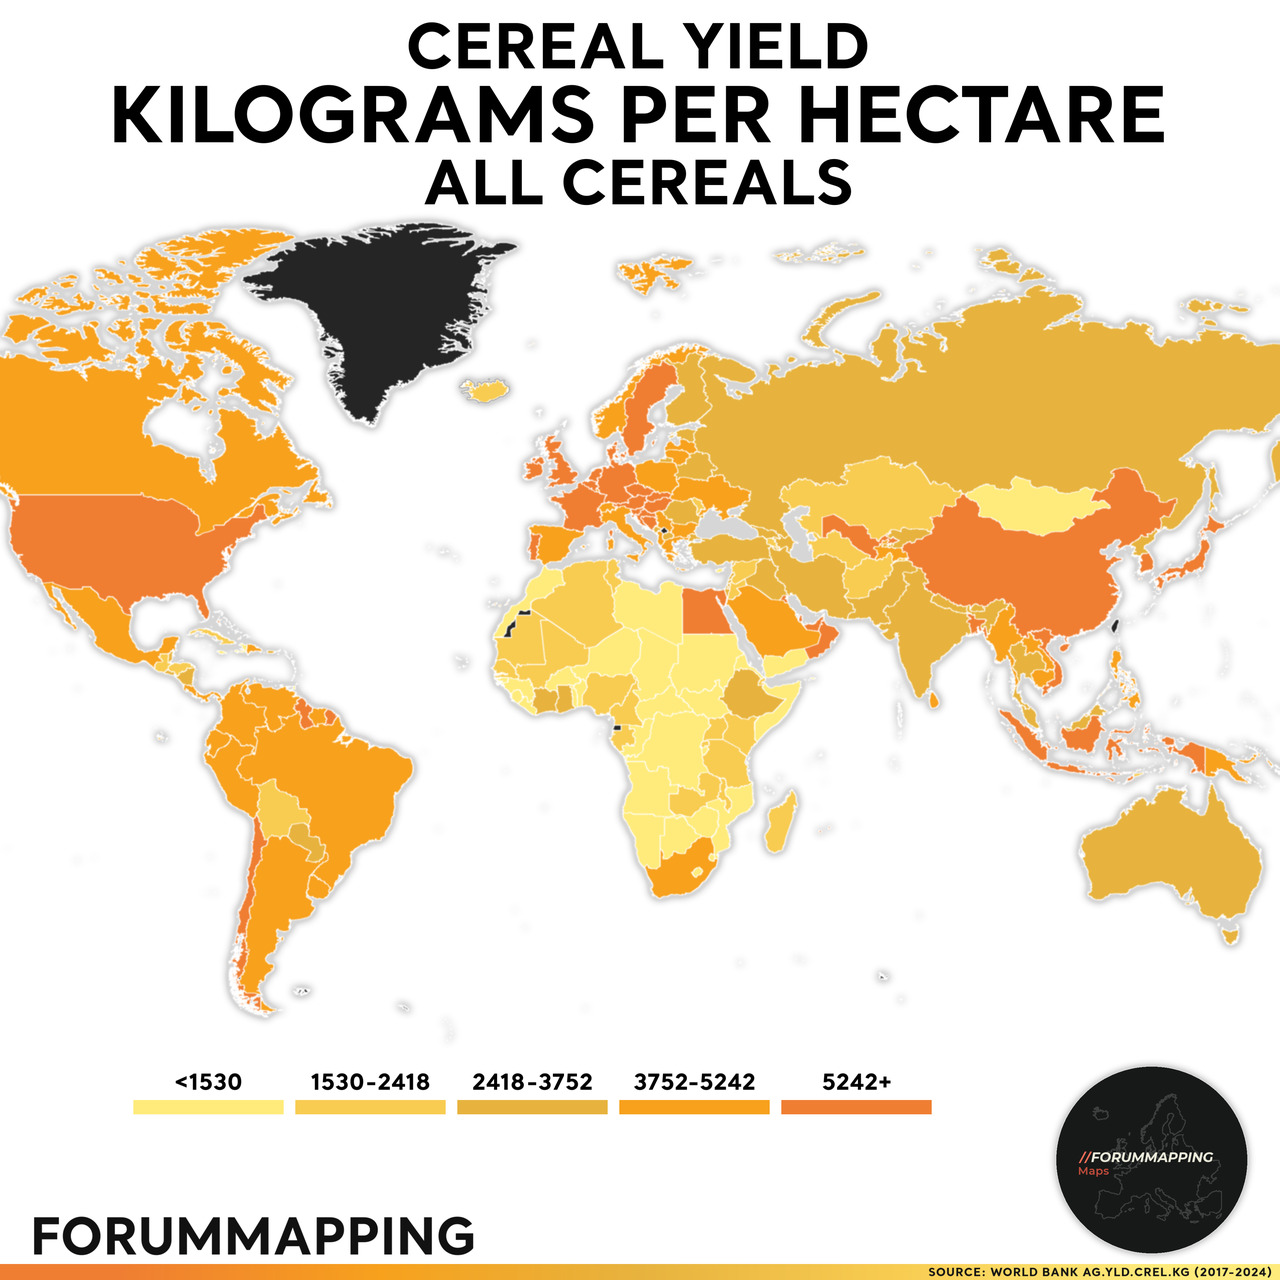 CEREAL YIELD
KILOGRAMS PER HECTARE
ALL CEREALS
<1530 1530-2418 2418-3752 3752-5242 5242+
//FORUMMAPPING
Maps
FORUMMAPPING
SOURCE: WORLD BANK AG.YLD.CREL.KG (2017-2024)